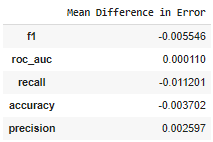 Mean Difference in Error
f1 -0.005546
roc_auc 0.000110
recall -0.011201
accuracy -0.003702
precision 0.002597